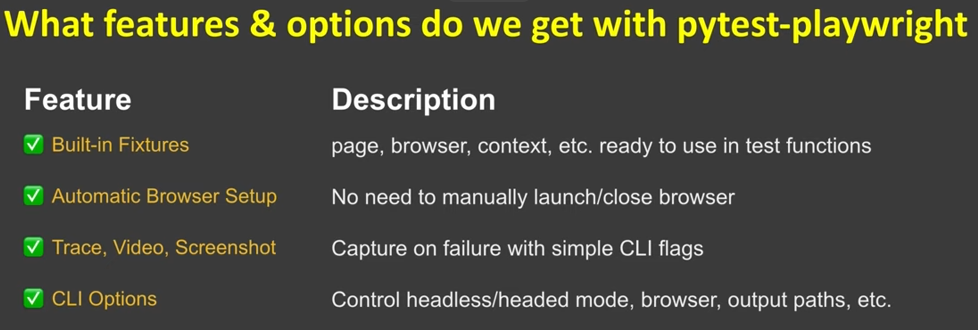 What features & options do we get with pytest-playwright
Feature Description
✅ Built-in Fixtures page, browser, context, etc. ready to use in test functions
✅ Automatic Browser Setup No need to manually launch/close browser
✅ Trace, Video, Screenshot Capture on failure with simple CLI flags
✅ CLI Options Control headless/headed mode, browser, output paths, etc.